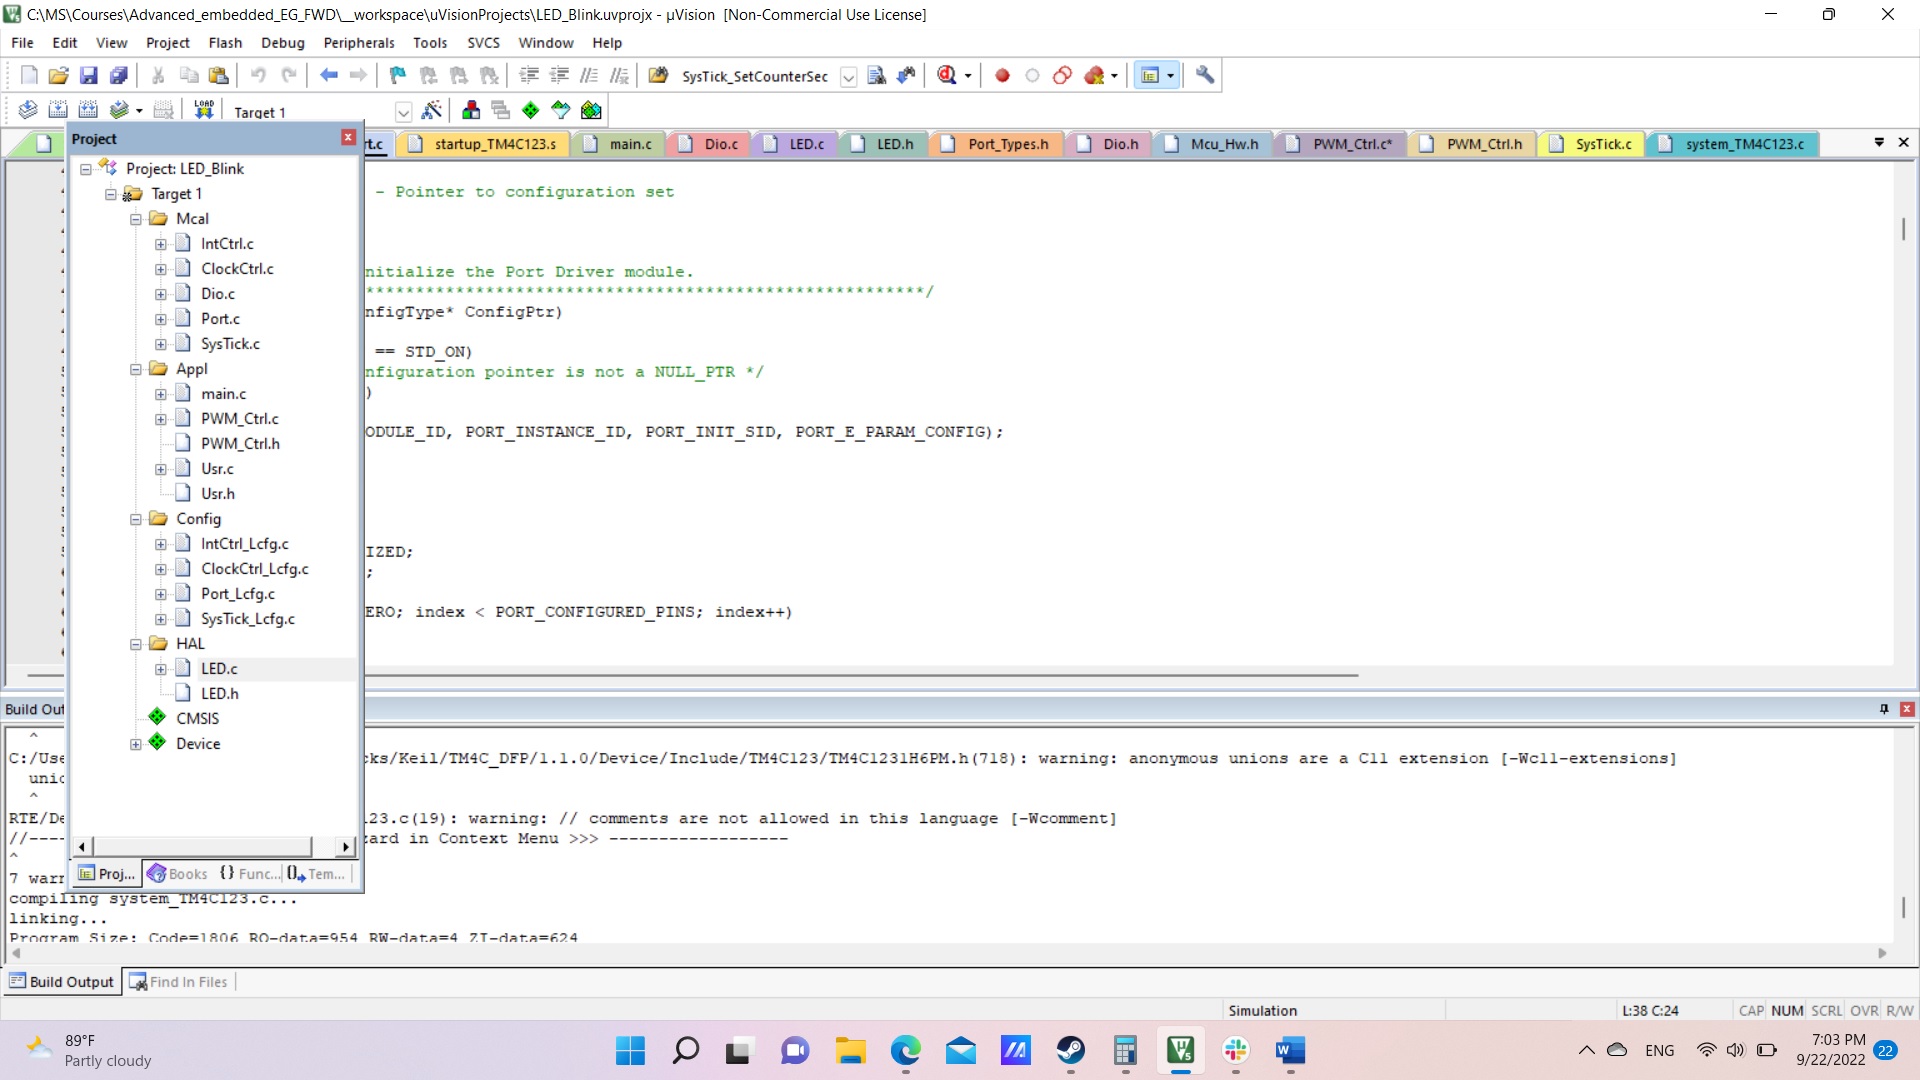 C:\MS\Courses\Advanced_embedded_EG_FWD\__workspace\uVisionProjects\LED_Blink.uvprojx - µVision [Non-Commercial Use License]
File Edit View Project Flash Debug Peripherals Tools SVCS Window Help
SysTick_SetCounterSec
LOAD Target 1
rt.c startup_TM4C123.s main.c Dio.c LED.c LED.h Port_Types.h Dio.h Mcu_Hw.h PWM_Ctrl.c* PWM_Ctrl.h SysTick.c system_TM4C123.c
Project
Project: LED_Blink
Target 1
Mcal
IntCtrl.c
ClockCtrl.c
Dio.c
Port.c
SysTick.c
Appl
main.c
PWM_Ctrl.c
PWM_Ctrl.h
Usr.c
Usr.h
Config
IntCtrl_Lcfg.c
ClockCtrl_Lcfg.c
Port_Lcfg.c
SysTick_Lcfg.c
HAL
LED.c
LED.h
CMSIS
Device
Proj... Books {} Func... Tem...
- Pointer to configuration set
nitialize the Port Driver module.
********************************************************/
nfigType* ConfigPtr)
== STD_ON)
nfiguration pointer is not a NULL_PTR */
)
ODULE_ID, PORT_INSTANCE_ID, PORT_INIT_SID, PORT_E_PARAM_CONFIG);
IZED;
;
ERO; index < PORT_CONFIGURED_PINS; index++)
Build Out
^
C:/Use cks/Keil/TM4C_DFP/1.1.0/Device/Include/TM4C123/TM4C1231H6PM.h(718): warning: anonymous unions are a C11 extension [-Wc11-extensions]
unic
^
RTE/De 123.c(19): warning: // comments are not allowed in this language [-Wcomment]
//---- zard in Context Menu >>> ------------------
^
7 warr
compiling system_TM4C123.c...
linking...
Program Size: Code=1806 RO-data=954 RW-data=4 ZI-data=624
Build Output Find In Files
Simulation L:38 C:24 CAP NUM SCRL OVR R/W
89°F
Partly cloudy
ENG
7:03 PM
9/22/2022
22